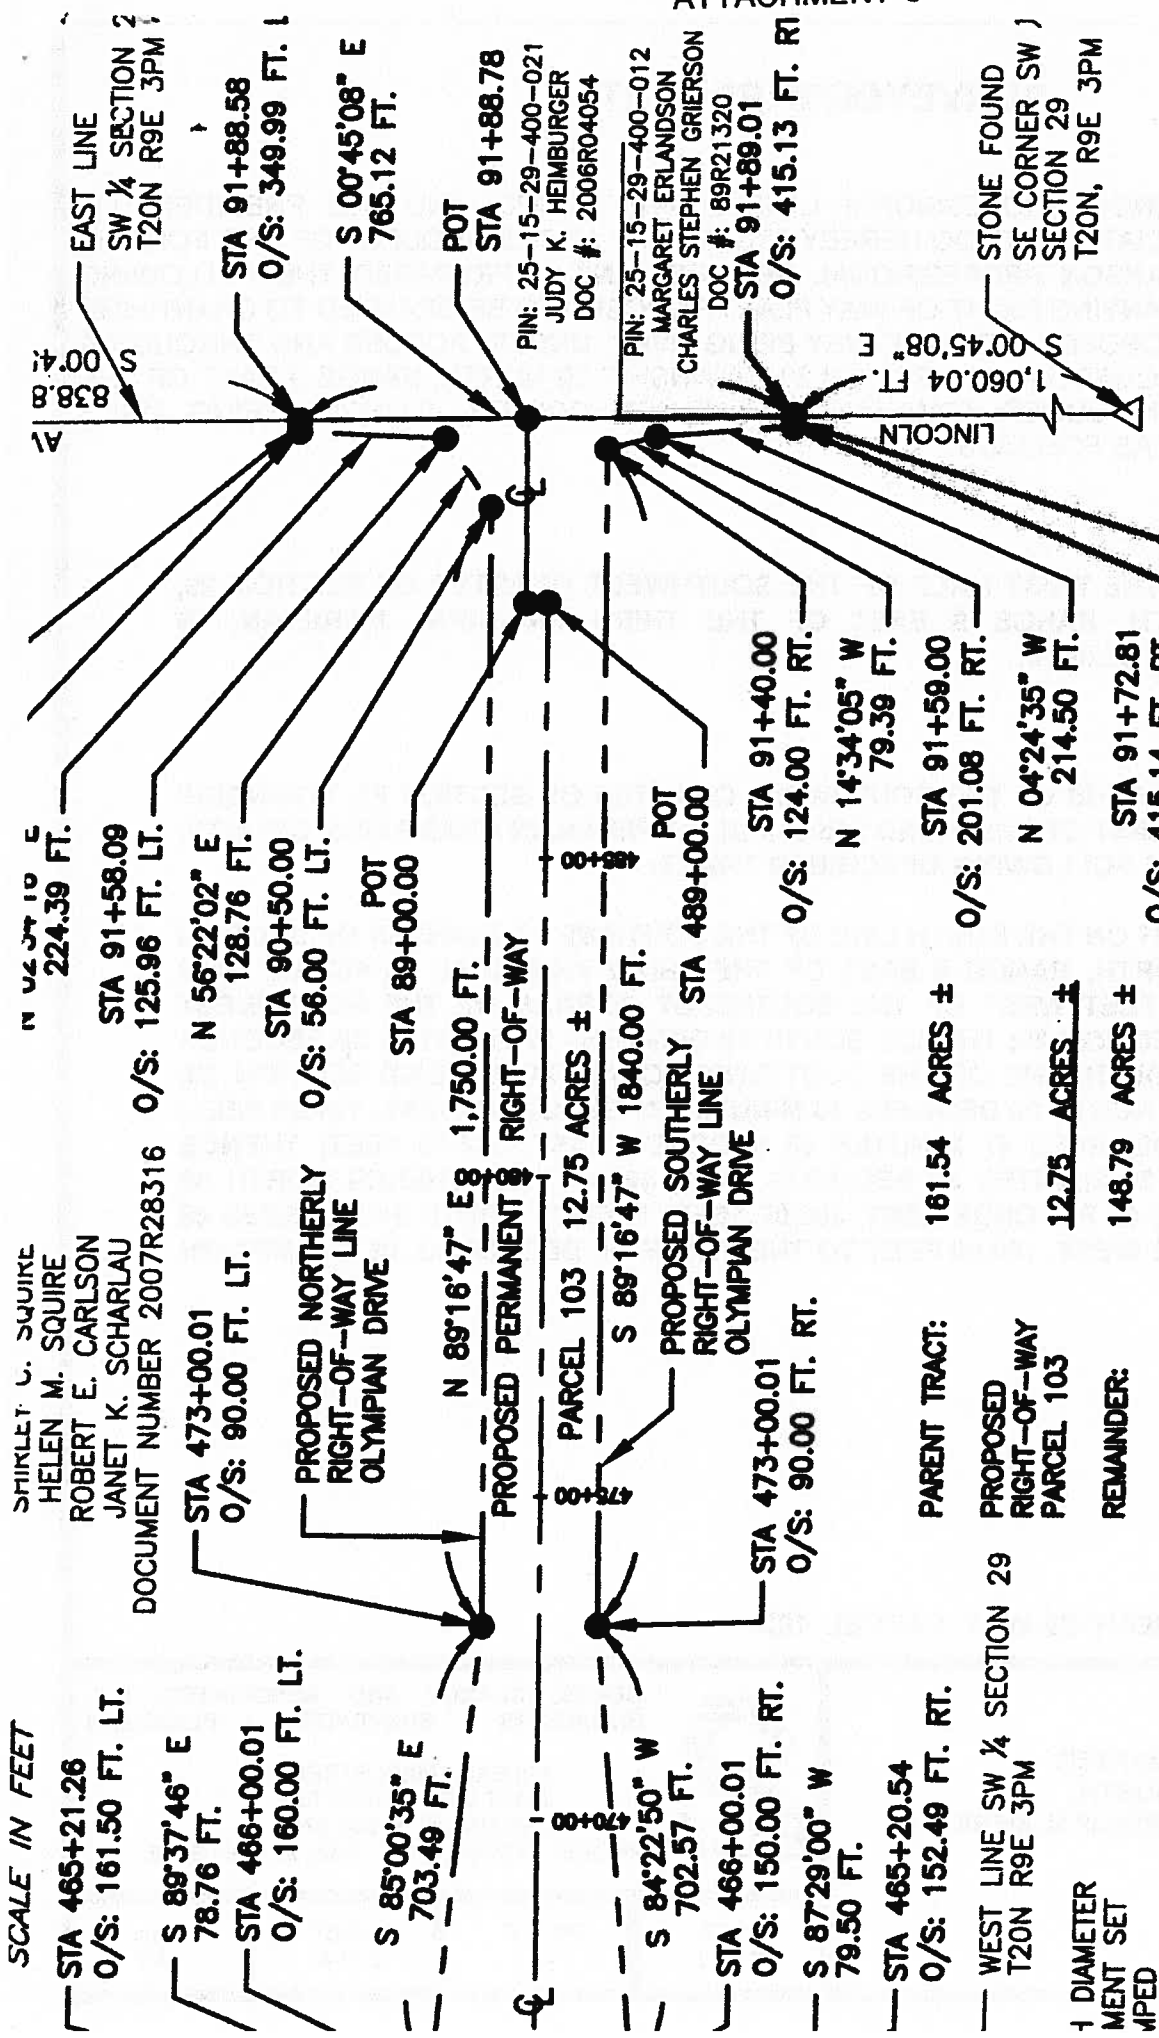 ATTACHMENT
SCALE IN FEET
STA 465+21.26
O/S: 161.50 FT. LT.
S 89°37'46" E
78.76 FT.
STA 466+00.01
O/S: 160.00 FT. LT.
S 85°00'35" E
703.49 FT.
470+00
S 84°22'50" W
702.57 FT.
STA 466+00.01
O/S: 150.00 FT. RT.
S 87°29'00" W
79.50 FT.
STA 465+20.54
O/S: 152.49 FT. RT.
WEST LINE SW ¼ SECTION 29
T20N R9E 3PM
DIAMETER
MENT SET
MPED
SHIRLEY C. SQUIRE
HELEN M. SQUIRE
ROBERT E. CARLSON
JANET K. SCHARLAU
DOCUMENT NUMBER 2007R28316
STA 473+00.01
O/S: 90.00 FT. LT.
PROPOSED NORTHERLY
RIGHT-OF-WAY LINE
OLYMPIAN DRIVE
N 89°16'47" E 1,750.00 FT.
PROPOSED PERMANENT RIGHT-OF-WAY
475+00
480+00
485+00
PARCEL 103 12.75 ACRES ±
S 89°16'47" W 1840.00 FT.
PROPOSED SOUTHERLY
RIGHT-OF-WAY LINE
OLYMPIAN DRIVE
STA 473+00.01
O/S: 90.00 FT. RT.
PARENT TRACT: 161.54 ACRES ±
PROPOSED
RIGHT-OF-WAY
PARCEL 103 12.75 ACRES ±
REMAINDER: 148.79 ACRES ±
224.39 FT.
STA 91+58.09
O/S: 125.96 FT. LT.
N 56°22'02" E
128.76 FT.
STA 90+50.00
O/S: 56.00 FT. LT.
POT
STA 89+00.00
POT
STA 489+00.00
STA 91+40.00
O/S: 124.00 FT. RT.
N 14°34'05" W
79.39 FT.
STA 91+59.00
O/S: 201.08 FT. RT.
N 04°24'35" W
214.50 FT.
STA 91+72.81
O/S: 415.14 FT. RT.
838.8
S 00°4
LINCOLN
1,060.04 FT.
S 00°45'08" E
EAST LINE
SW ¼ SECTION 2
T20N R9E 3PM
STA 91+88.58
O/S: 349.99 FT.
S 00°45'08" E
765.12 FT.
POT
STA 91+88.78
PIN: 25-15-29-400-021
JUDY K. HEIMBURGER
DOC #: 2006R04054
PIN: 25-15-29-400-012
MARGARET ERLANDSON
CHARLES STEPHEN GRIERSON
DOC #: 89R21320
STA 91+89.01
O/S: 415.13 FT. RT
STONE FOUND
SE CORNER SW
SECTION 29
T20N, R9E 3PM